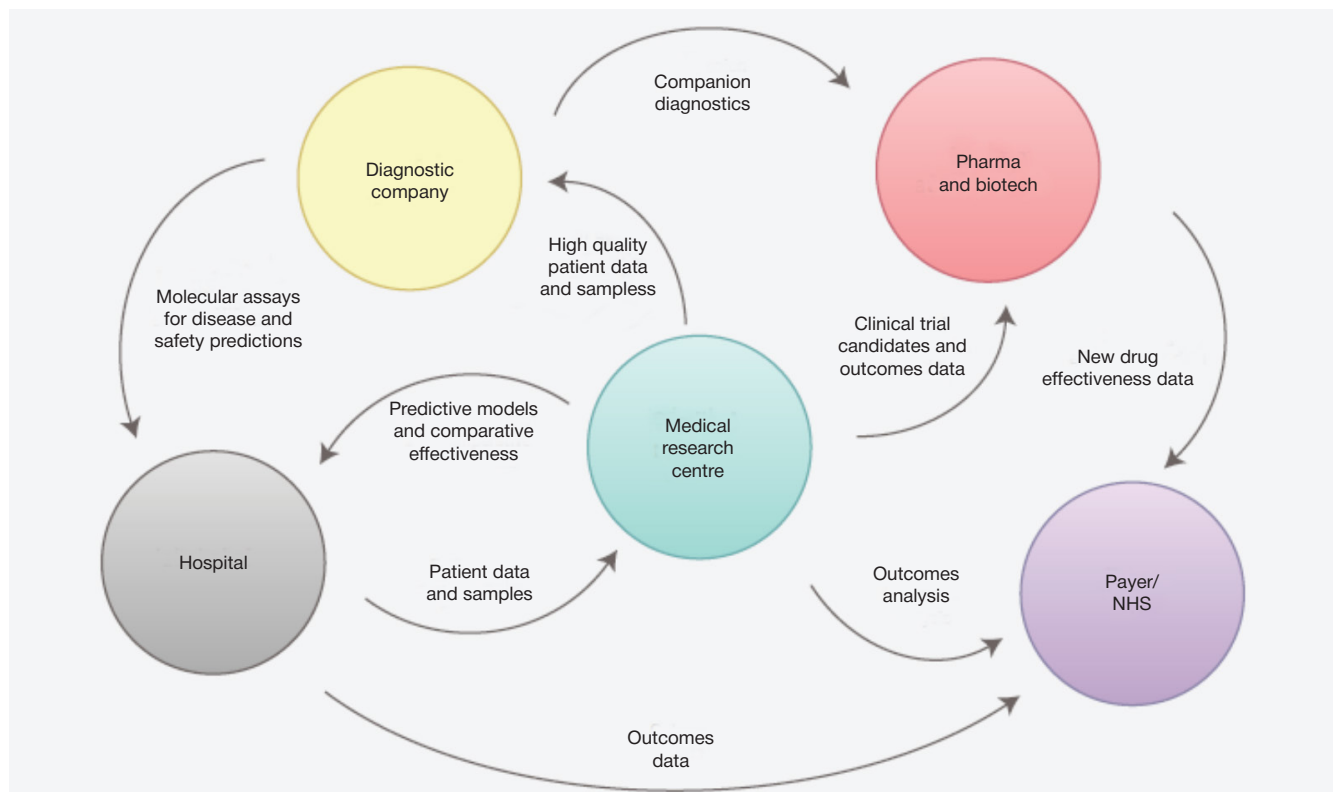 Companion
diagnostics
Diagnostic
company
Pharma
and biotech
High quality
patient data
and sampless
Molecular assays
for disease and
safety predictions
Clinical trial
candidates and
outcomes data
New drug
effectiveness data
Predictive models
and comparative
effectiveness
Medical
research
centre
Hospital
Patient data
and samples
Outcomes
analysis
Payer/
NHS
Outcomes
data